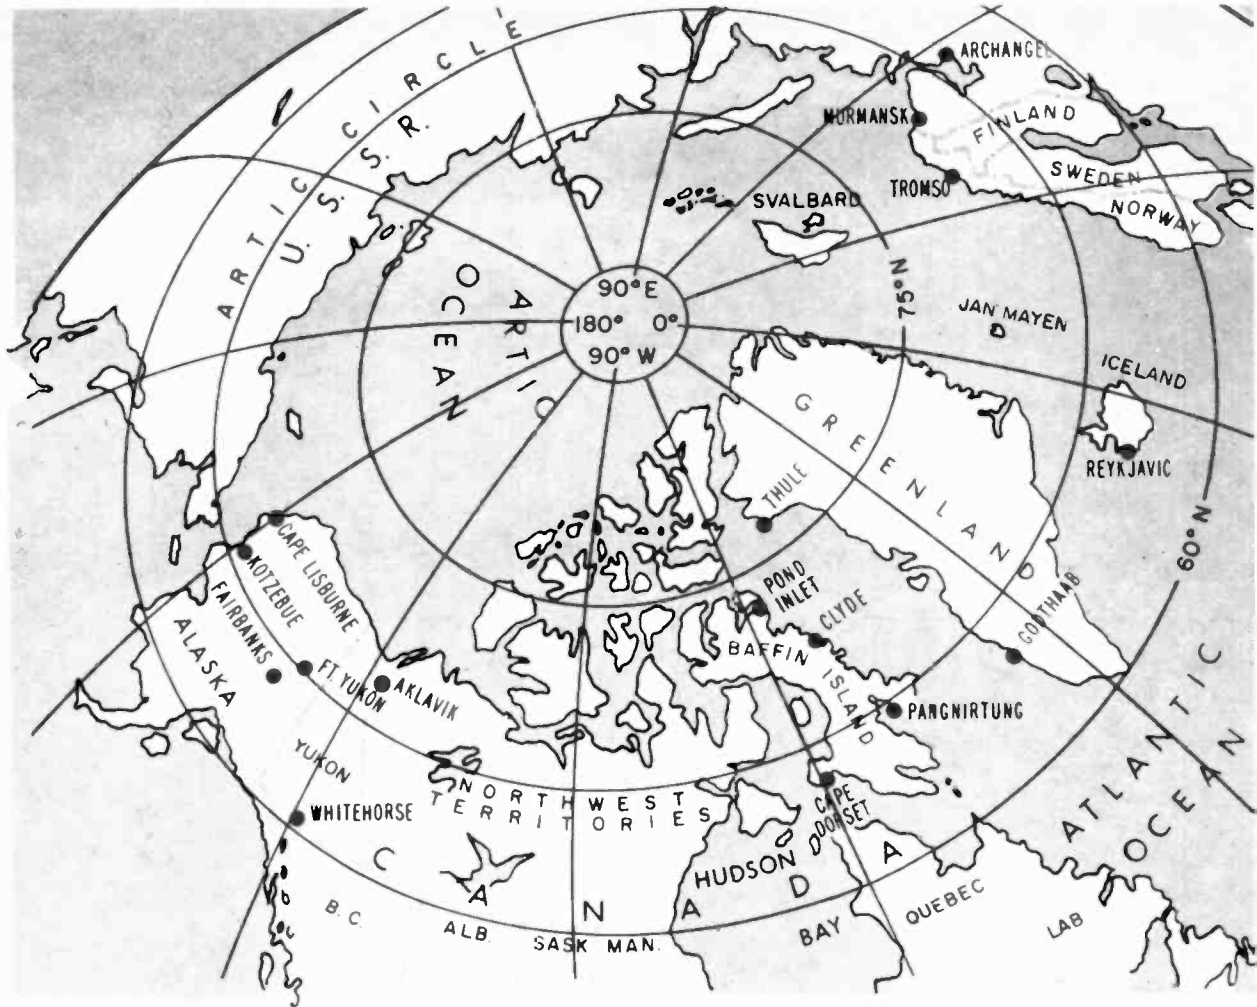 ARTIC CIRCLE
U. S. S. R.
ARCHANGEL
MURMANSK
FINLAND
TROMSO
SWEDEN
NORWAY
SVALBARD
ARTIC
OCEAN
90° E
180° 0°
90° W
75° N
JAN MAYEN
ICELAND
REYKJAVIC
GREENLAND
THULE
60° N
CAPE LISBURNE
KOTZEBUE
FAIRBANKS
ALASKA
FT. YUKON
AKLAVIK
POND
INLET
CLYDE
GODTHAAB
BAFFIN
ISLAND
PANGNIRTUNG
YUKON
WHITEHORSE
NORTHWEST
TERRITORIES
CAPE
DORSET
ATLANTIC
OCEAN
CANADA
HUDSON
BAY
B.C.
ALB.
SASK MAN.
QUEBEC
LAB